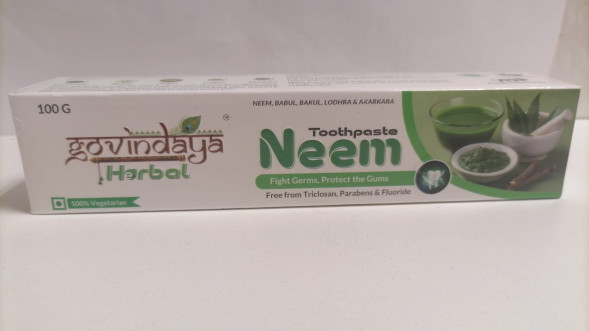 100 G
govindaya
®
Herbal
100% Vegetarian
NEEM, BABUL, BAKUL, LODHRA & AKARKARA
Toothpaste
Neem
Fight Germs, Protect the Gums
Free from Triclosan, Parabens & Fluoride